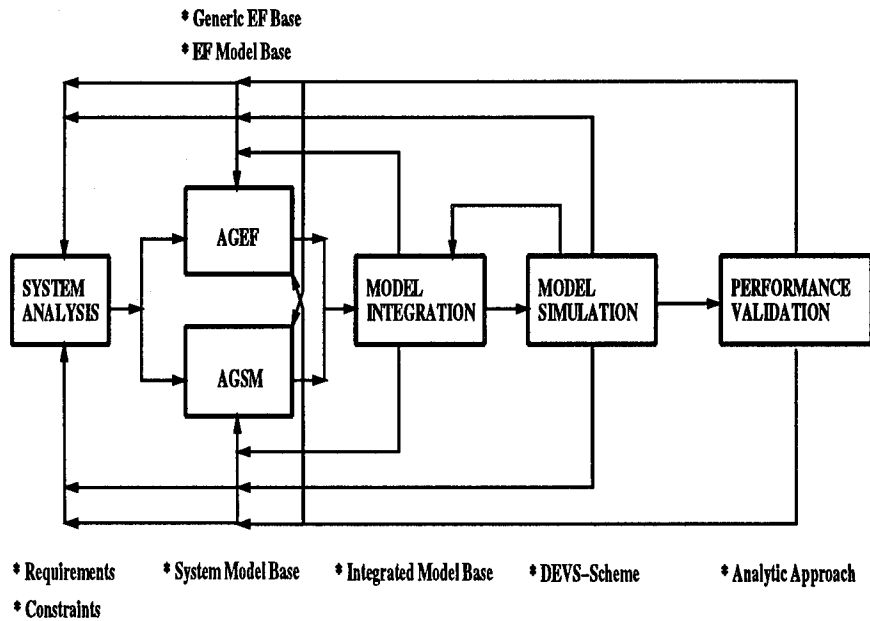 * Generic EF Base
* EF Model Base
AGEF
SYSTEM
ANALYSIS
MODEL
INTEGRATION
MODEL
SIMULATION
PERFORMANCE
VALIDATION
AGSM
* Requirements
* Constraints
* System Model Base
* Integrated Model Base
* DEVS-Scheme
* Analytic Approach